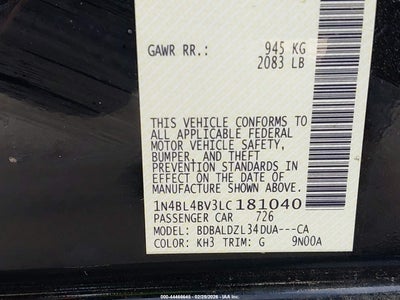 GAWR RR.: 945 KG
2083 LB
THIS VEHICLE CONFORMS TO
ALL APPLICABLE FEDERAL
MOTOR VEHICLE SAFETY,
BUMPER, AND THEFT
PREVENTION STANDARDS IN
EFFECT ON THE DATE OF
MANUFACTURE SHOWN ABOVE.
1N4BL4BV3LC181040
PASSENGER CAR 726
MODEL: BDBALDZL34DUA---CA
COLOR: KH3 TRIM: G 9N00A